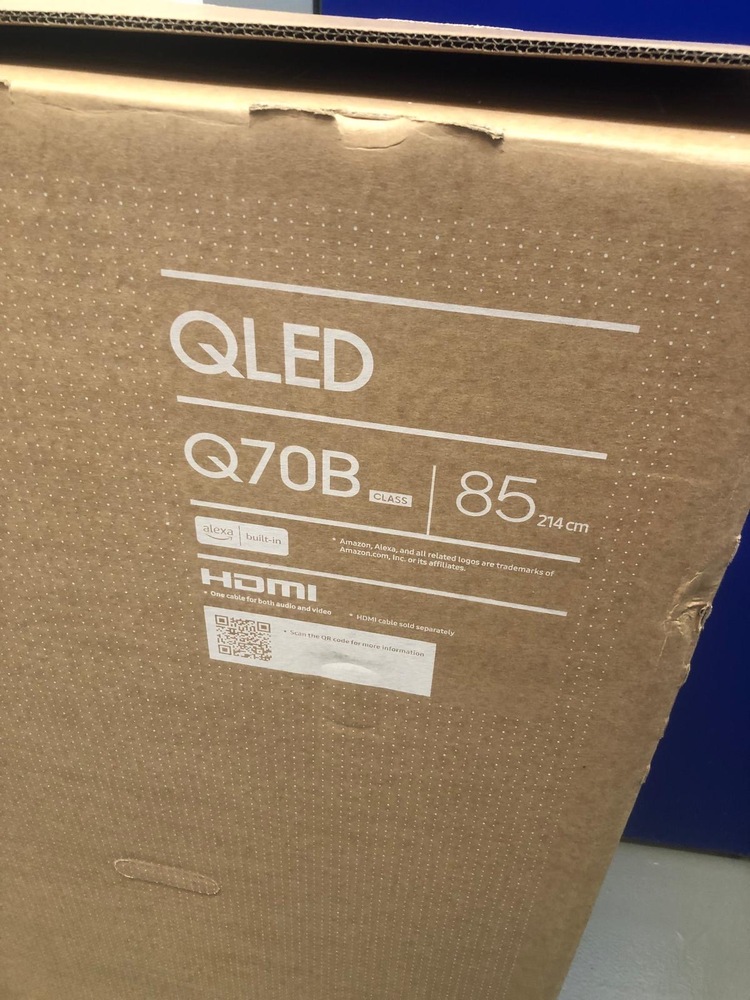 QLED
Q70B CLASS 85 214 cm
alexa built-in
* Amazon, Alexa, and all related logos are trademarks of
Amazon.com, Inc. or its affiliates.
HDMI
• One cable for both audio and video * HDMI cable sold separately
• Scan the QR code for more information